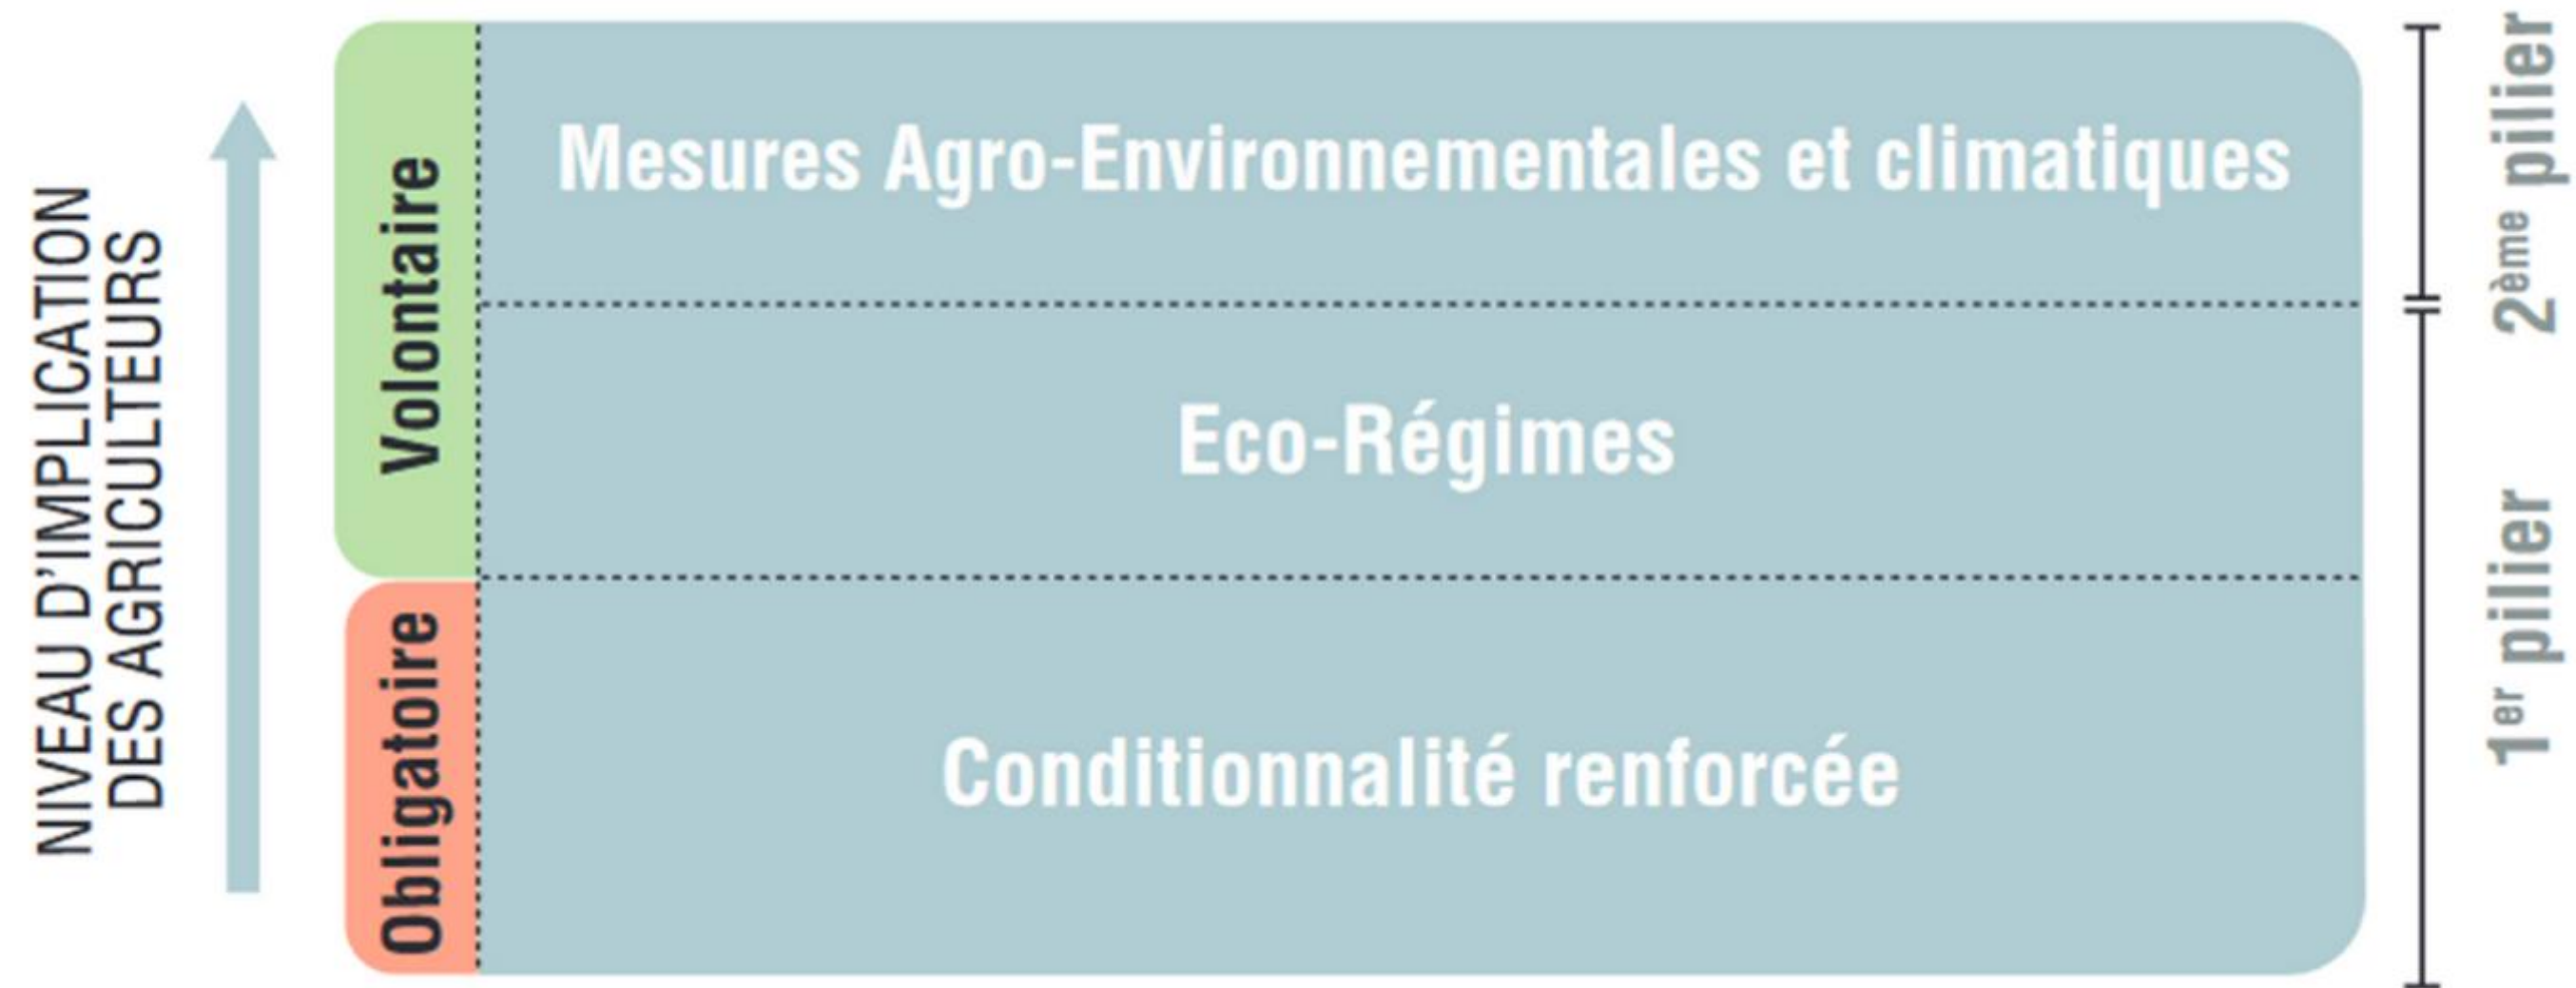 NIVEAU D'IMPLICATION
DES AGRICULTEURS
Volontaire
Obligatoire
Mesures Agro-Environnementales et climatiques
Eco-Régimes
Conditionnalité renforcée
2ème pilier
1er pilier